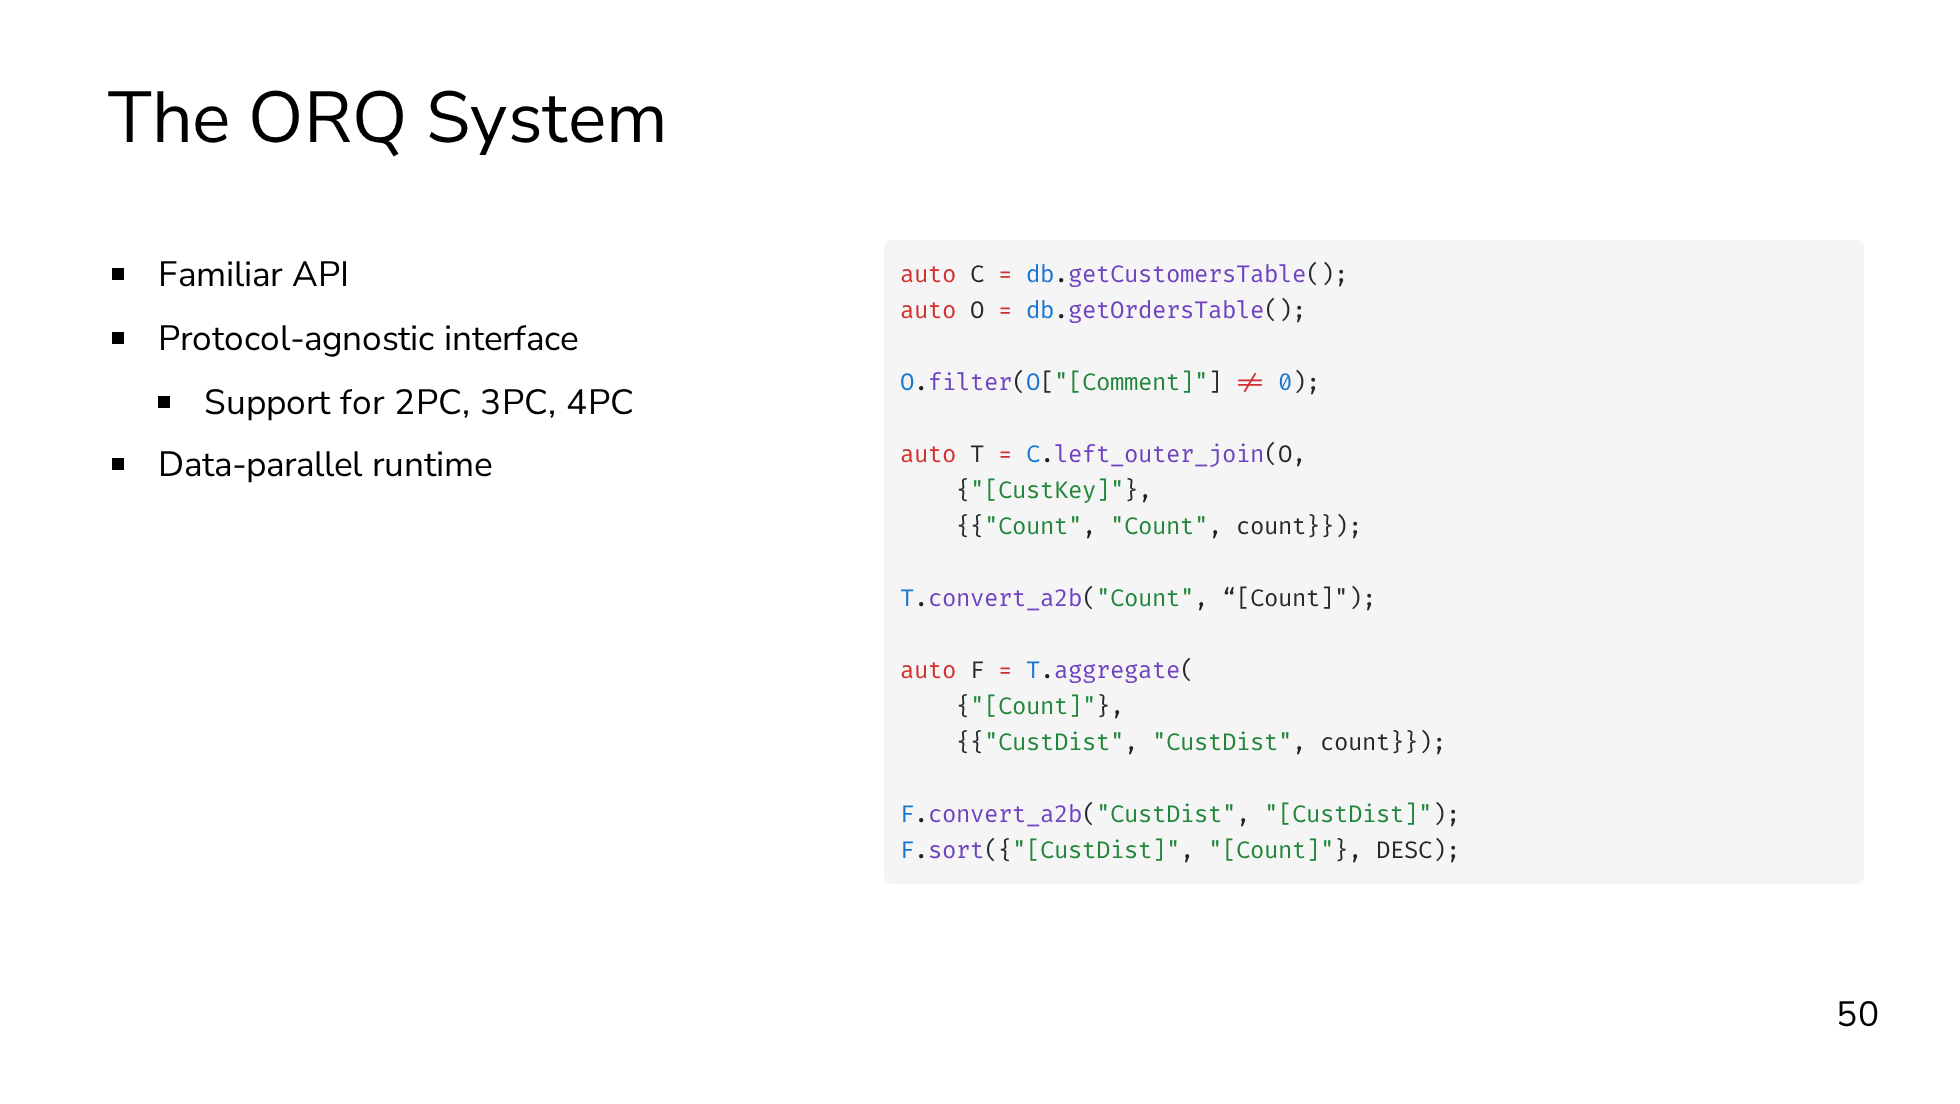 The ORQ System
▪ Familiar API
▪ Protocol-agnostic interface
▪ Support for 2PC, 3PC, 4PC
▪ Data-parallel runtime
auto C = db.getCustomersTable();
auto O = db.getOrdersTable();
O.filter(O["[Comment]"] ≠ 0);
auto T = C.left_outer_join(O,
    {"[CustKey]"},
    {{"Count", "Count", count}});
T.convert_a2b("Count", “[Count]");
auto F = T.aggregate(
    {"[Count]"},
    {{"CustDist", "CustDist", count}});
F.convert_a2b("CustDist", "[CustDist]");
F.sort({"[CustDist]", "[Count]"}, DESC);
50